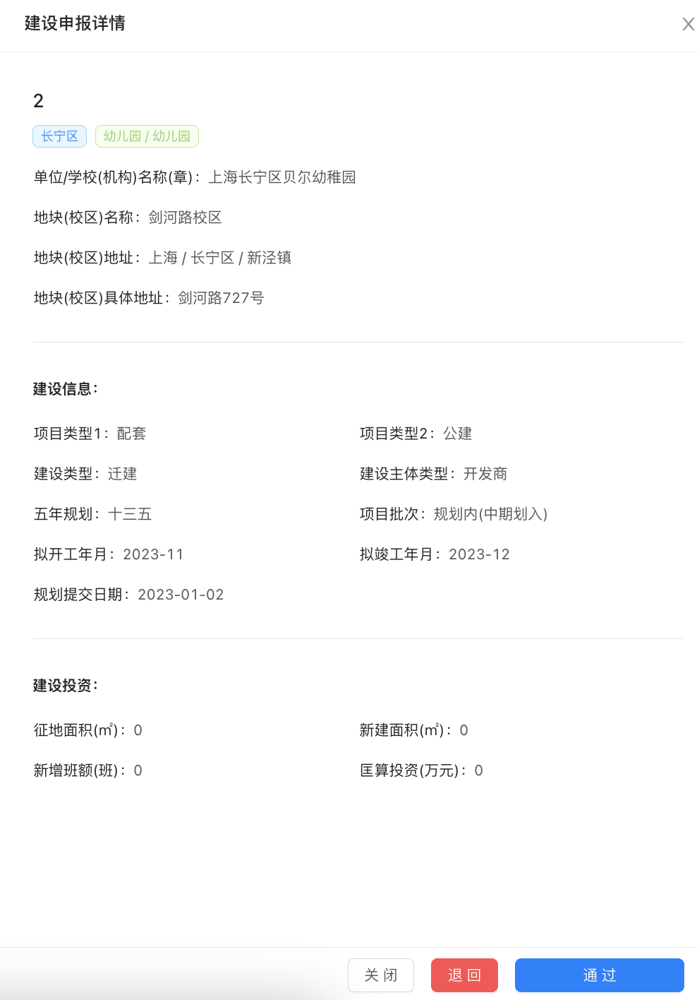 建设申报详情
2
长宁区 幼儿园 / 幼儿园
单位/学校(机构)名称(章)： 上海长宁区贝尔幼稚园
地块(校区)名称： 剑河路校区
地块(校区)地址： 上海 / 长宁区 / 新泾镇
地块(校区)具体地址： 剑河路727号
建设信息：
项目类型1： 配套 项目类型2： 公建
建设类型： 迁建 建设主体类型： 开发商
五年规划： 十三五 项目批次： 规划内(中期划入)
拟开工年月： 2023-11 拟竣工年月： 2023-12
规划提交日期： 2023-01-02
建设投资：
征地面积(㎡)： 0 新建面积(㎡)： 0
新增班额(班)： 0 匡算投资(万元)： 0
关 闭 退 回 通 过